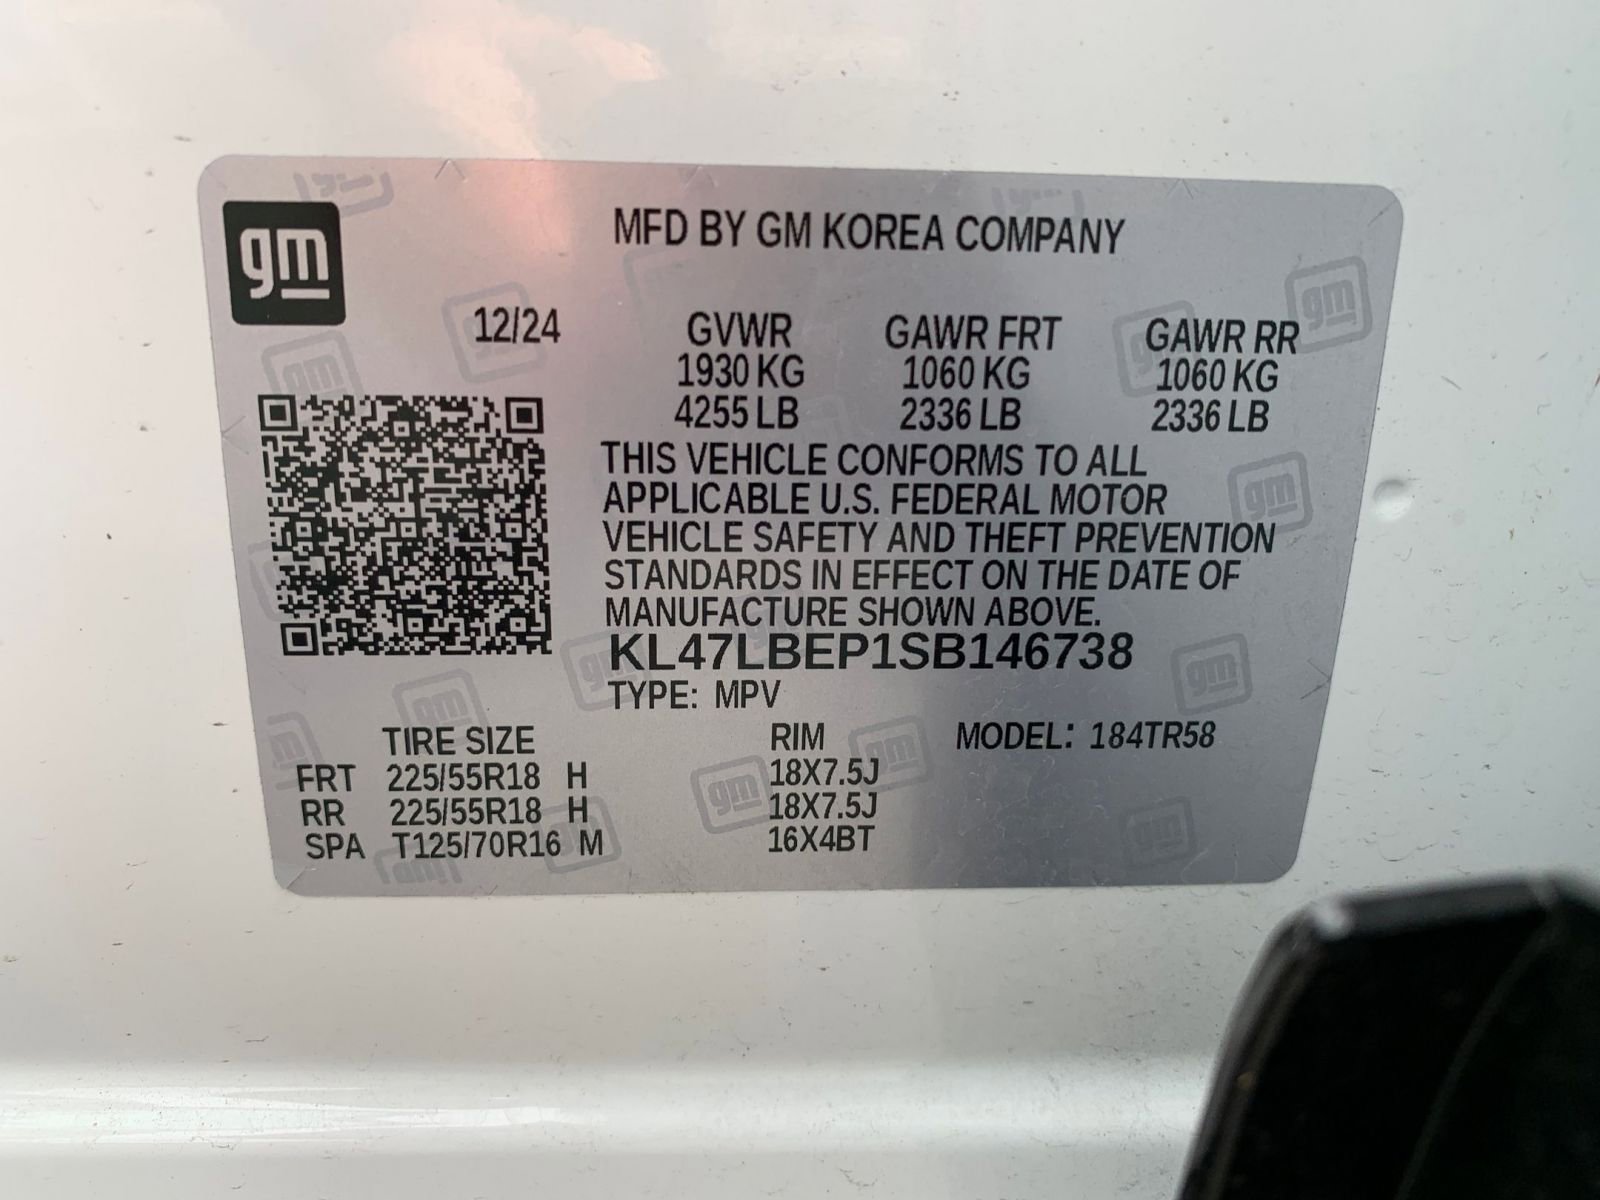 gm
MFD BY GM KOREA COMPANY
12/24 GVWR GAWR FRT GAWR RR
1930 KG 1060 KG 1060 KG
4255 LB 2336 LB 2336 LB
THIS VEHICLE CONFORMS TO ALL
APPLICABLE U.S. FEDERAL MOTOR
VEHICLE SAFETY AND THEFT PREVENTION
STANDARDS IN EFFECT ON THE DATE OF
MANUFACTURE SHOWN ABOVE.
KL47LBEP1SB146738
TYPE: MPV
TIRE SIZE RIM MODEL: 184TR58
FRT 225/55R18 H 18X7.5J
RR 225/55R18 H 18X7.5J
SPA T125/70R16 M 16X4BT